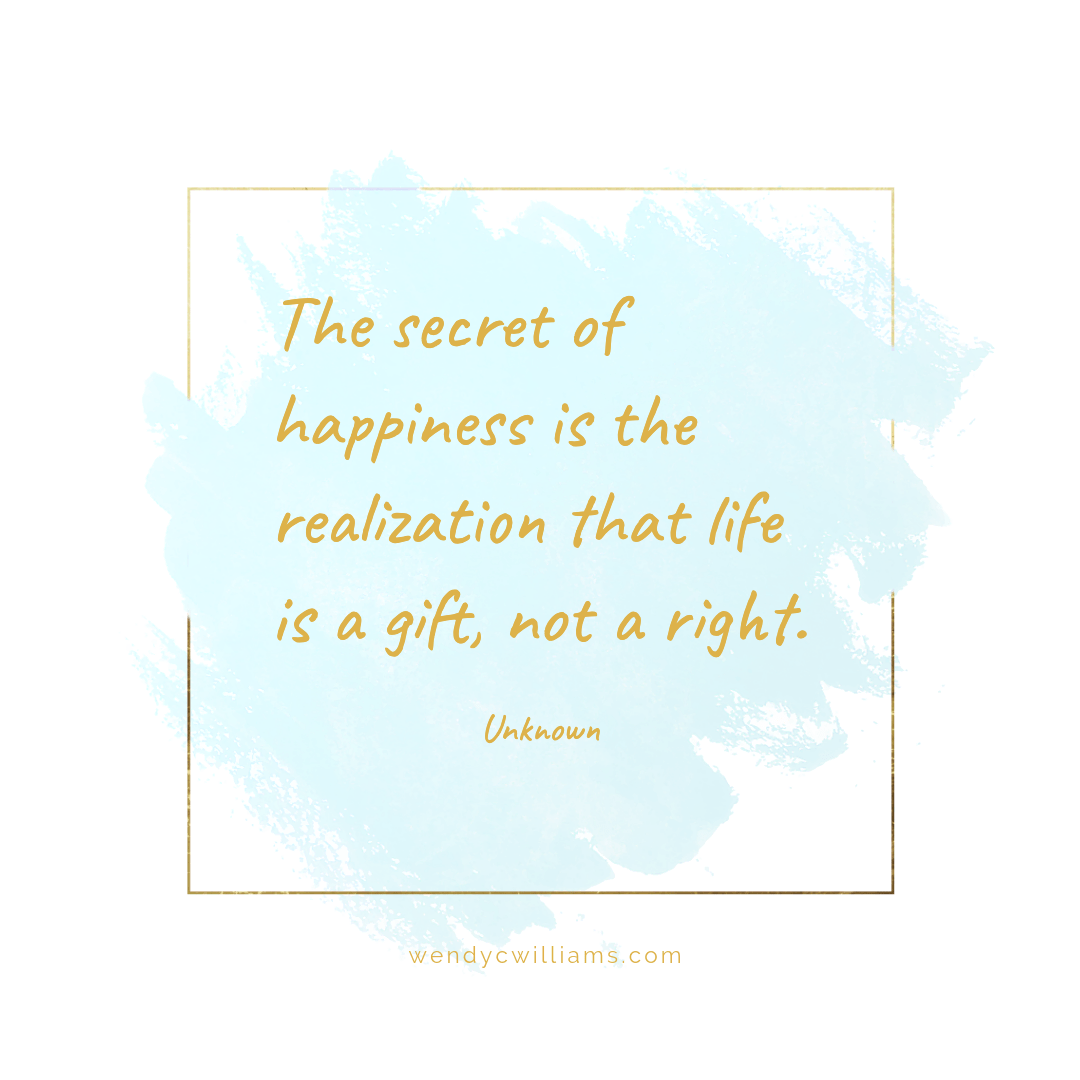 The secret of
happiness is the
realization that life
is a gift, not a right.
Unknown
wendycwilliams.com